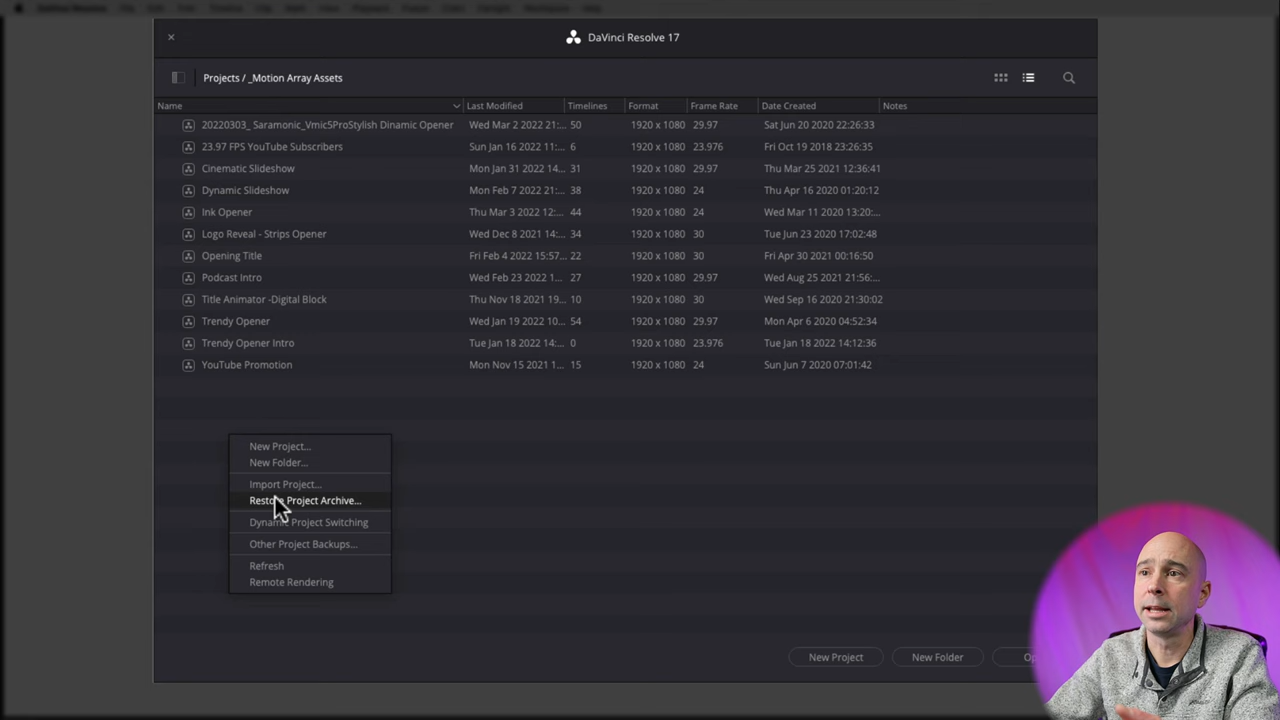 DaVinci Resolve 17
Projects / _Motion Array Assets
Name Last Modified Timelines Format Frame Rate Date Created Notes
20220303_ Saramonic_Vmic5ProStylish Dinamic Opener Wed Mar 2 2022 21:... 50 1920 x 1080 29.97 Sat Jun 20 2020 22:26:33
23.97 FPS YouTube Subscribers Sun Jan 16 2022 11:... 6 1920 x 1080 23.976 Fri Oct 19 2018 23:26:35
Cinematic Slideshow Mon Jan 31 2022 14... 31 1920 x 1080 29.97 Thu Mar 25 2021 12:36:41
Dynamic Slideshow Mon Feb 7 2022 21:... 38 1920 x 1080 24 Thu Apr 16 2020 01:20:12
Ink Opener Thu Mar 3 2022 12:... 44 1920 x 1080 24 Wed Mar 11 2020 13:20:...
Logo Reveal - Strips Opener Wed Dec 8 2021 14:... 34 1920 x 1080 30 Tue Jun 23 2020 17:02:48
Opening Title Fri Feb 4 2022 15:57... 22 1920 x 1080 30 Fri Apr 30 2021 00:16:50
Podcast Intro Wed Feb 23 2022 1... 27 1920 x 1080 29.97 Wed Aug 25 2021 21:56:...
Title Animator -Digital Block Thu Nov 18 2021 19... 10 1920 x 1080 30 Wed Sep 16 2020 21:30:02
Trendy Opener Wed Jan 19 2022 10... 54 1920 x 1080 29.97 Mon Apr 6 2020 04:52:34
Trendy Opener Intro Tue Jan 18 2022 14:... 0 1920 x 1080 23.976 Tue Jan 18 2022 14:12:36
YouTube Promotion Mon Nov 15 2021 1... 15 1920 x 1080 24 Sun Jun 7 2020 07:01:42
New Project...
New Folder...
Import Project...
Restore Project Archive...
Dynamic Project Switching
Other Project Backups...
Refresh
Remote Rendering
New Project New Folder